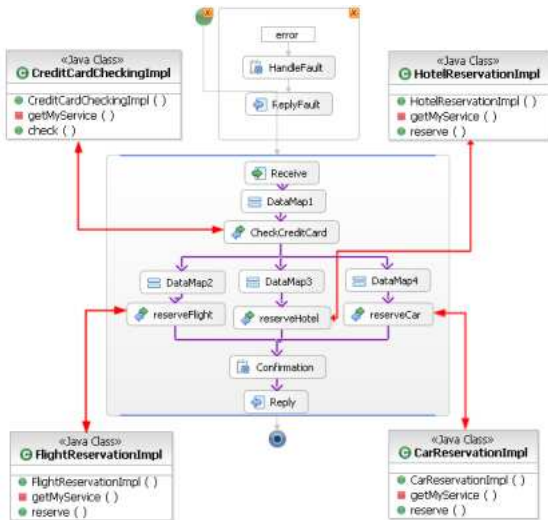 error
HandleFault
ReplyFault
«Java Class»
CreditCardCheckingImpl
CreditCardCheckingImpl ( )
getMyService ( )
check ( )
«Java Class»
HotelReservationImpl
HotelReservationImpl ( )
getMyService ( )
reserve ( )
Receive
DataMap1
CheckCreditCard
DataMap2
DataMap3
DataMap4
reserveFlight
reserveHotel
reserveCar
Confirmation
Reply
«Java Class»
FlightReservationImpl
FlightReservationImpl ( )
getMyService ( )
reserve ( )
«Java Class»
CarReservationImpl
CarReservationImpl ( )
getMyService ( )
reserve ( )